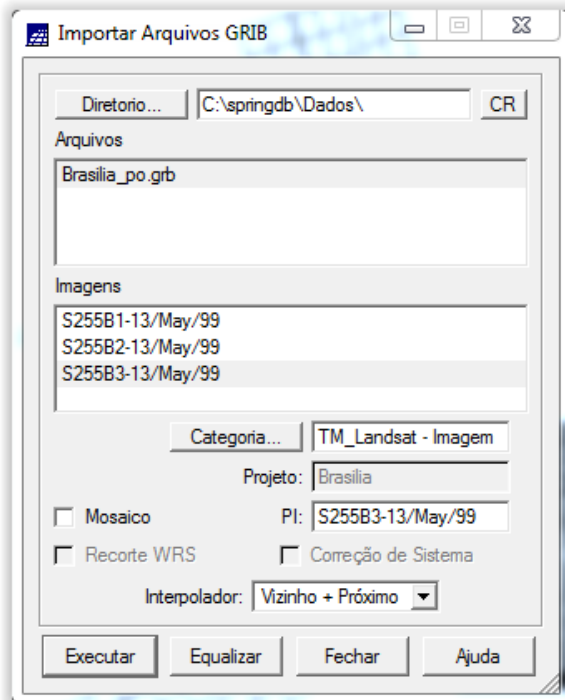 Importar Arquivos GRIB
Diretorio... C:\springdb\Dados\ CR
Arquivos
Brasilia_po.grb
Imagens
S255B1-13/May/99
S255B2-13/May/99
S255B3-13/May/99
Categoria... TM_Landsat - Imagem
Projeto: Brasilia
Mosaico PI: S255B3-13/May/99
Recorte WRS Correção de Sistema
Interpolador: Vizinho + Próximo
Executar Equalizar Fechar Ajuda